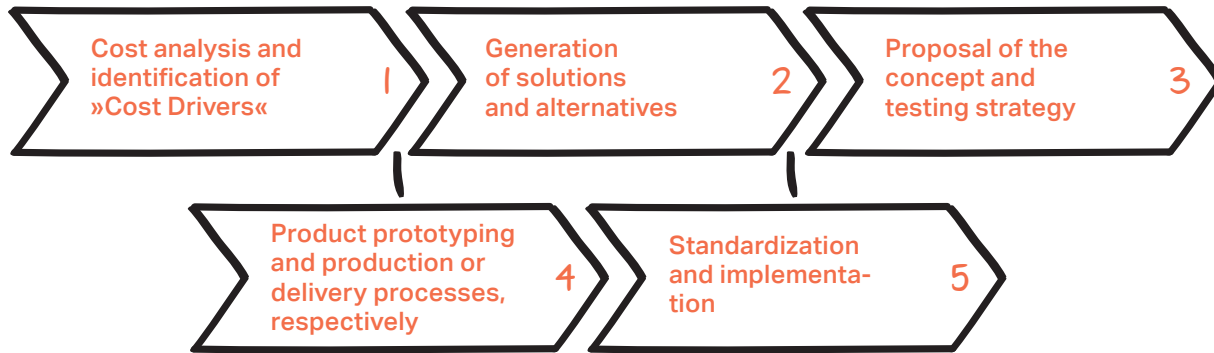 Cost analysis and
identification of
»Cost Drivers«
1
Generation
of solutions
and alternatives
2
Proposal of the
concept and
testing strategy
3
Product prototyping
and production or
delivery processes,
respectively
4
Standardization
and implementa-
tion
5